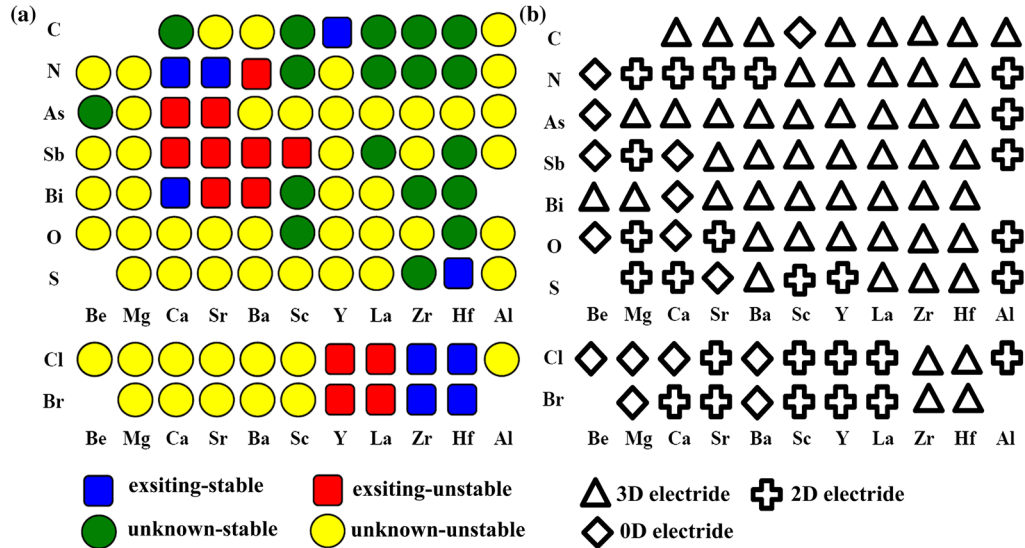 (a)
C
N
As
Sb
Bi
O
S
Be Mg Ca Sr Ba Sc Y La Zr Hf Al
Cl
Br
Be Mg Ca Sr Ba Sc Y La Zr Hf Al
exsiting-stable
exsiting-unstable
unknown-stable
unknown-unstable
(b)
C
N
As
Sb
Bi
O
S
Be Mg Ca Sr Ba Sc Y La Zr Hf Al
Cl
Br
Be Mg Ca Sr Ba Sc Y La Zr Hf Al
3D electride
2D electride
0D electride